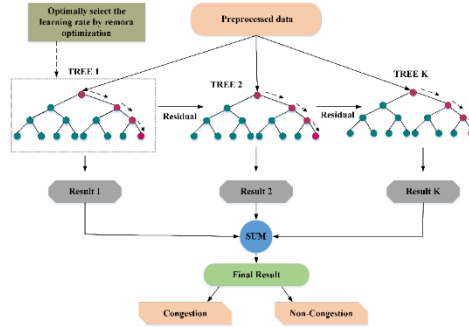 Optimally select the
learning rate by remora
optimization
Preprocessed data
TREE 1
TREE 2
TREE K
Residual
Residual
Result 1
Result 2
Result K
SUM
Final Result
Congestion
Non-Congestion